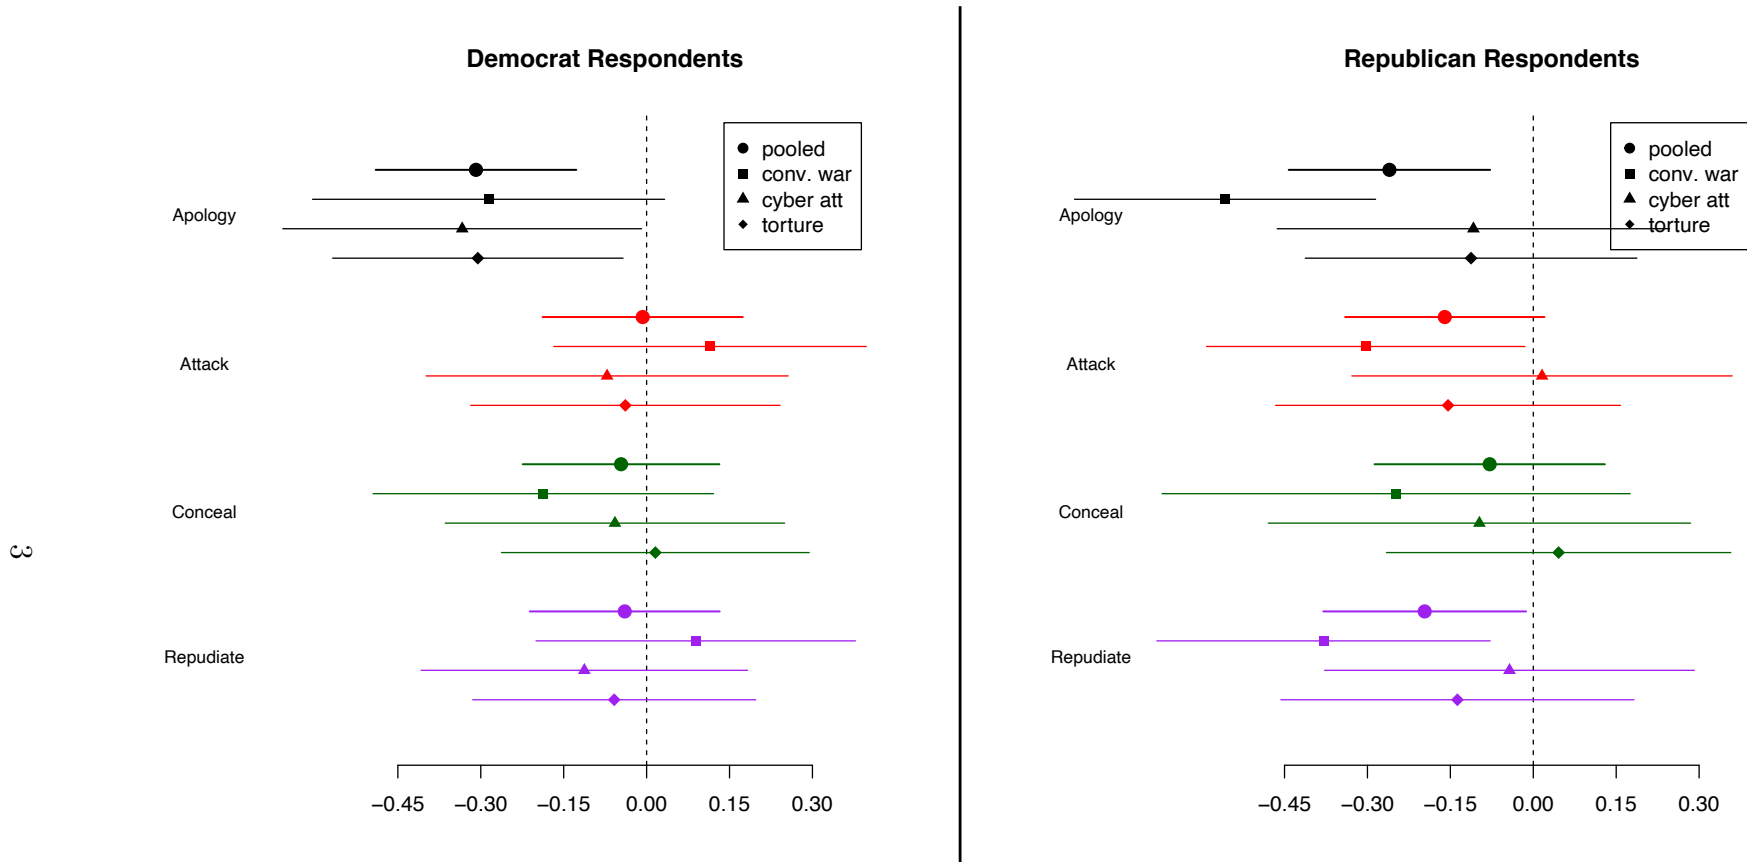 Democrat Respondents
pooled
conv. war
cyber att
torture
Apology
Attack
Conceal
Repudiate
−0.45 −0.30 −0.15 0.00 0.15 0.30
Republican Respondents
pooled
conv. war
cyber att
torture
Apology
Attack
Conceal
Repudiate
−0.45 −0.30 −0.15 0.00 0.15 0.30
3